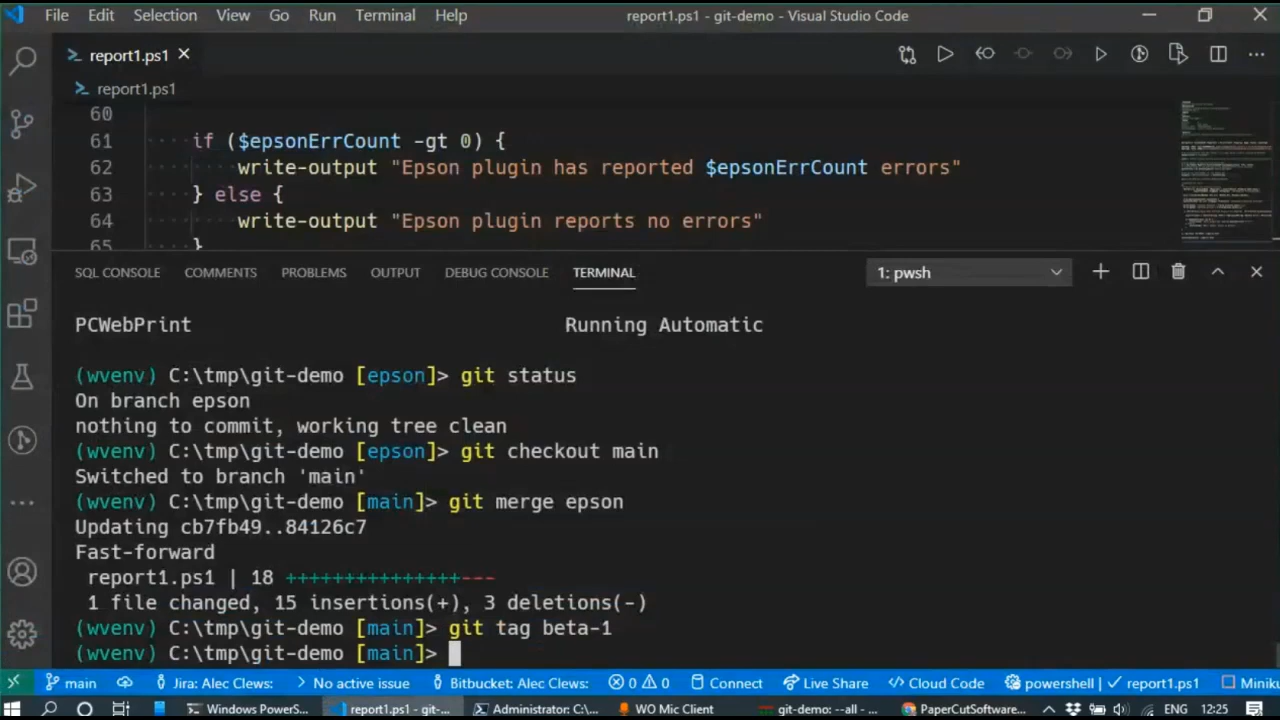 File Edit Selection View Go Run Terminal Help report1.ps1 - git-demo - Visual Studio Code
report1.ps1
report1.ps1
60
61 if ($epsonErrCount -gt 0) {
62 write-output "Epson plugin has reported $epsonErrCount errors"
63 } else {
64 write-output "Epson plugin reports no errors"
65 }
SQL CONSOLE COMMENTS PROBLEMS OUTPUT DEBUG CONSOLE TERMINAL 1: pwsh
PCWebPrint Running Automatic
(wvenv) C:\tmp\git-demo [epson]> git status
On branch epson
nothing to commit, working tree clean
(wvenv) C:\tmp\git-demo [epson]> git checkout main
Switched to branch 'main'
(wvenv) C:\tmp\git-demo [main]> git merge epson
Updating cb7fb49..84126c7
Fast-forward
report1.ps1 | 18 +++++++++++++++---
1 file changed, 15 insertions(+), 3 deletions(-)
(wvenv) C:\tmp\git-demo [main]> git tag beta-1
(wvenv) C:\tmp\git-demo [main]>
main Jira: Alec Clews: No active issue Bitbucket: Alec Clews: 0 0 Connect Live Share Cloud Code powershell | report1.ps1 Miniku
Windows PowerS... report1.ps1 - git-... Administrator: C:\... WO Mic Client git-demo: --all - ... PaperCutSoftware... ENG 12:25